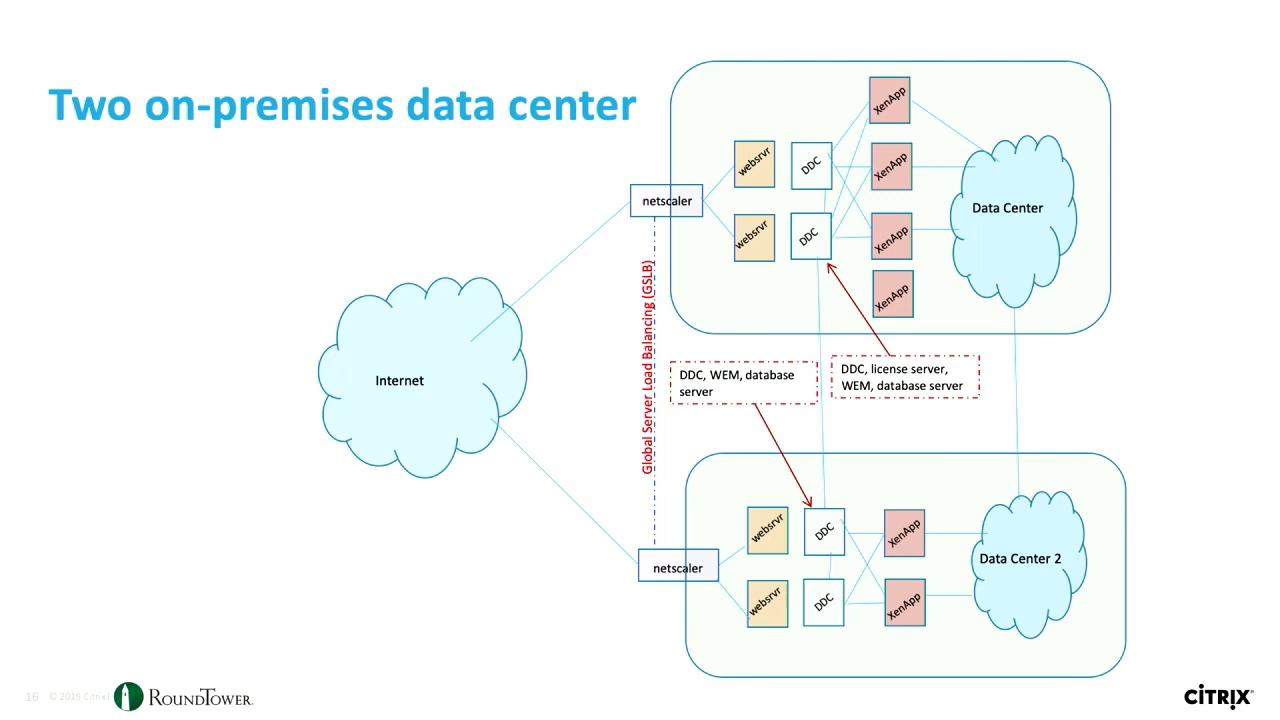 Two on-premises data center
XenApp
websrvr
DDC
XenApp
netscaler
Data Center
websrvr
DDC
XenApp
XenApp
Global Server Load Balancing (GSLB)
Internet
DDC, WEM, database
server
DDC, license server,
WEM, database server
websrvr
DDC
XenApp
Data Center 2
netscaler
websrvr
DDC
XenApp
16
© 2019 Citrix |
ROUNDTOWER
CİTRIX